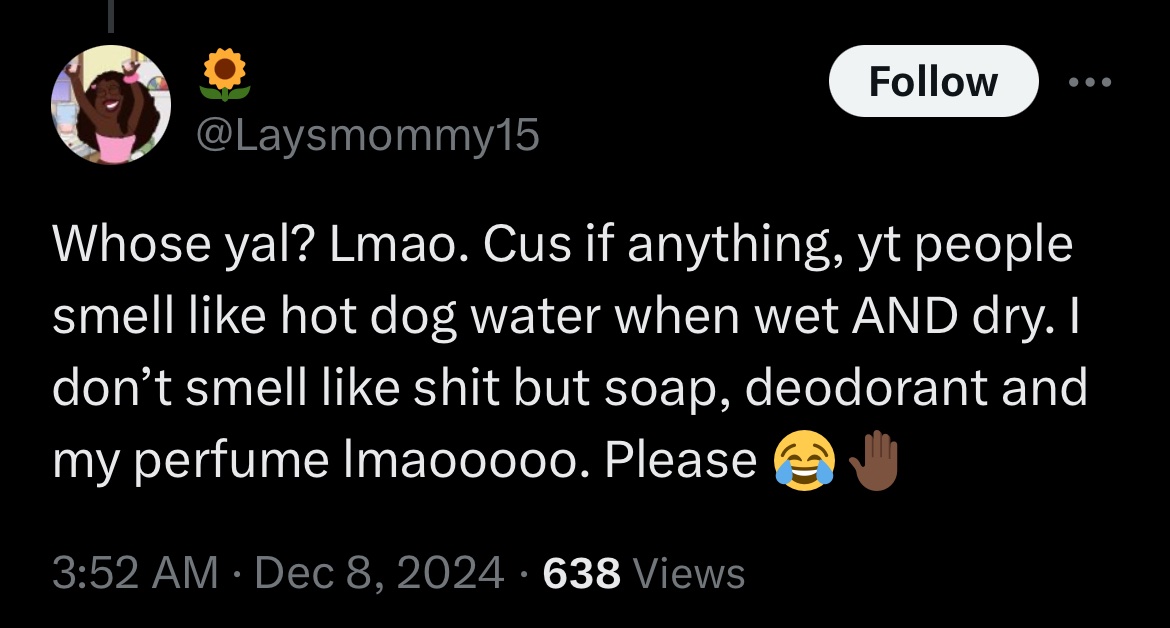 🌻
Follow
@Laysmommy15
Whose yal? Lmao. Cus if anything, yt people
smell like hot dog water when wet AND dry. I
don’t smell like shit but soap, deodorant and
my perfume lmaooooo. Please 😂🤚🏾
3:52 AM · Dec 8, 2024 · 638 Views